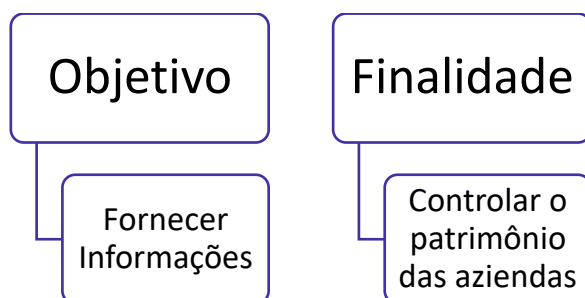 Objetivo
Fornecer
Informações
Finalidade
Controlar o
patrimônio
das aziendas